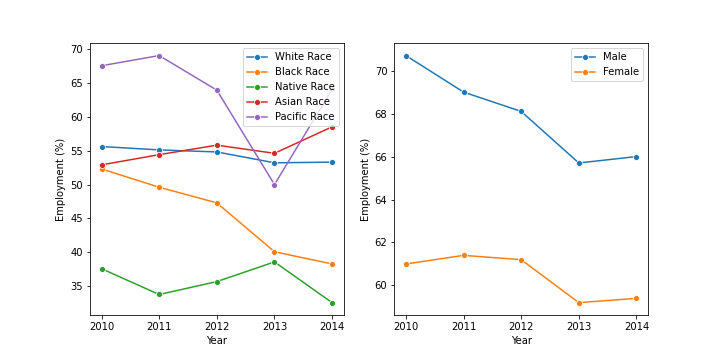 70
65
60
55
50
45
40
35
Employment (%)
2010 2011 2012 2013 2014
Year
White Race
Black Race
Native Race
Asian Race
Pacific Race
70
68
66
64
62
60
Employment (%)
2010 2011 2012 2013 2014
Year
Male
Female